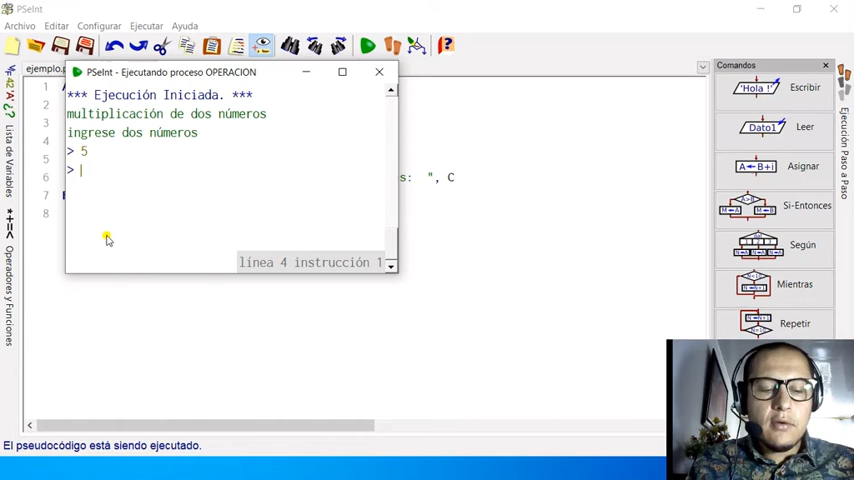 PSeInt
Archivo Editar Configurar Ejecutar Ayuda
ejemplo.p
PSeInt - Ejecutando proceso OPERACION
*** Ejecución Iniciada. ***
multiplicación de dos números
ingrese dos números
> 5
>
línea 4 instrucción 1
1
2
3
4
5
6
7
8
s: ", C
Lista de Variables
*+=< Operadores y Funciones
Comandos
'Hola !' Escribir
Dato1 Leer
A←B+i Asignar
Si-Entonces
Según
Mientras
Repetir
Ejecución Paso a Paso
El pseudocódigo está siendo ejecutado.